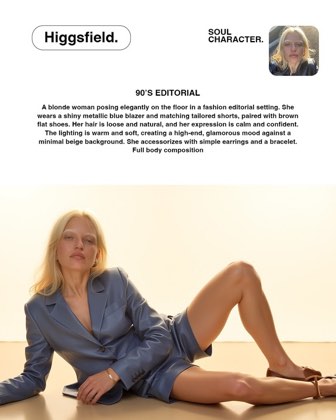 Higgsfield.
SOUL
CHARACTER.
90'S EDITORIAL
A blonde woman posing elegantly on the floor in a fashion editorial setting. She
wears a shiny metallic blue blazer and matching tailored shorts, paired with brown
flat shoes. Her hair is loose and natural, and her expression is calm and confident.
The lighting is warm and soft, creating a high-end, glamorous mood against a
minimal beige background. She accessorizes with simple earrings and a bracelet.
Full body composition